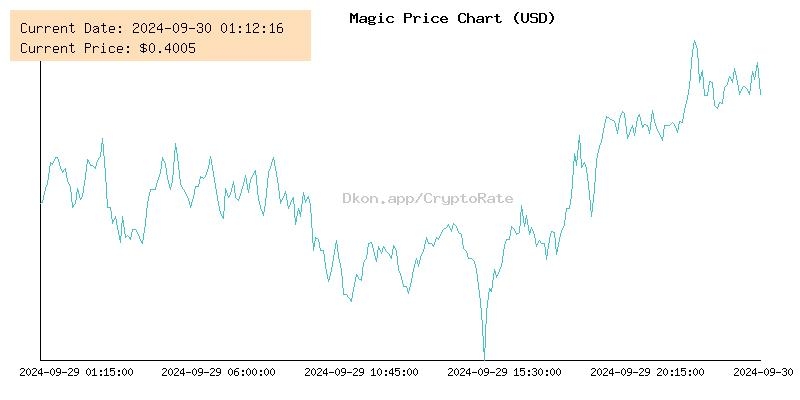 Magic Price Chart (USD)
Current Date: 2024-09-30 01:12:16
Current Price: $0.4005
Dkon.app/CryptoRate
2024-09-29 01:15:00 2024-09-29 06:00:00 2024-09-29 10:45:00 2024-09-29 15:30:00 2024-09-29 20:15:00 2024-09-30